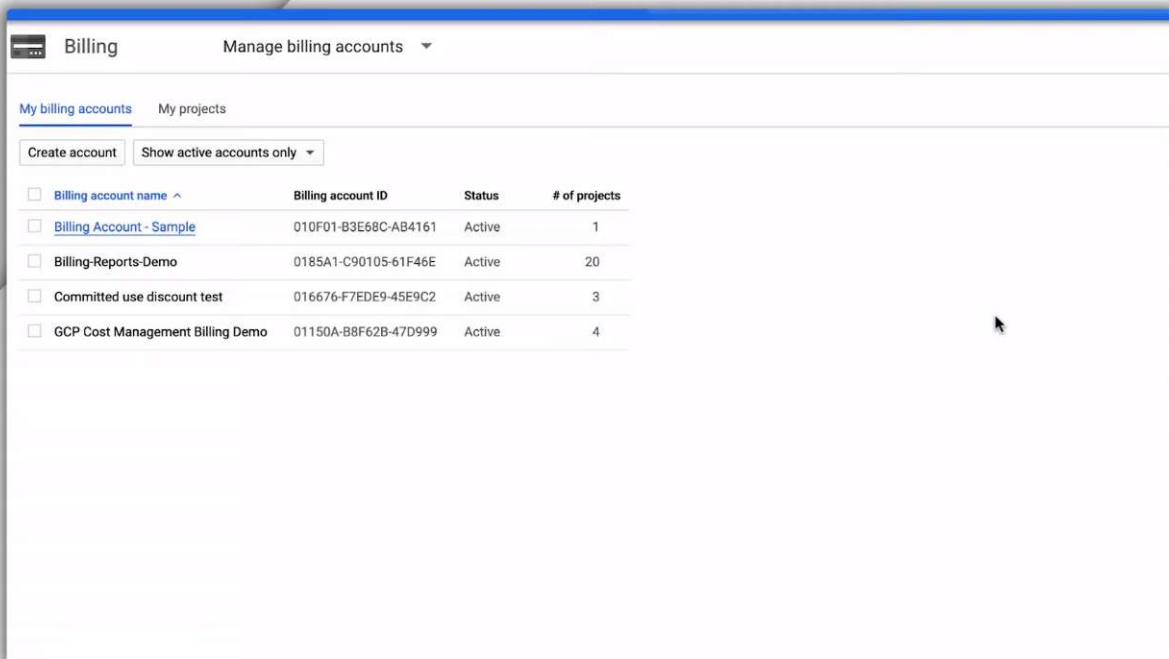 Billing Manage billing accounts
My billing accounts My projects
Create account Show active accounts only
Billing account name Billing account ID Status # of projects
Billing Account - Sample 010F01-B3E68C-AB4161 Active 1
Billing-Reports-Demo 0185A1-C90105-61F46E Active 20
Committed use discount test 016676-F7EDE9-45E9C2 Active 3
GCP Cost Management Billing Demo 01150A-B8F62B-47D999 Active 4